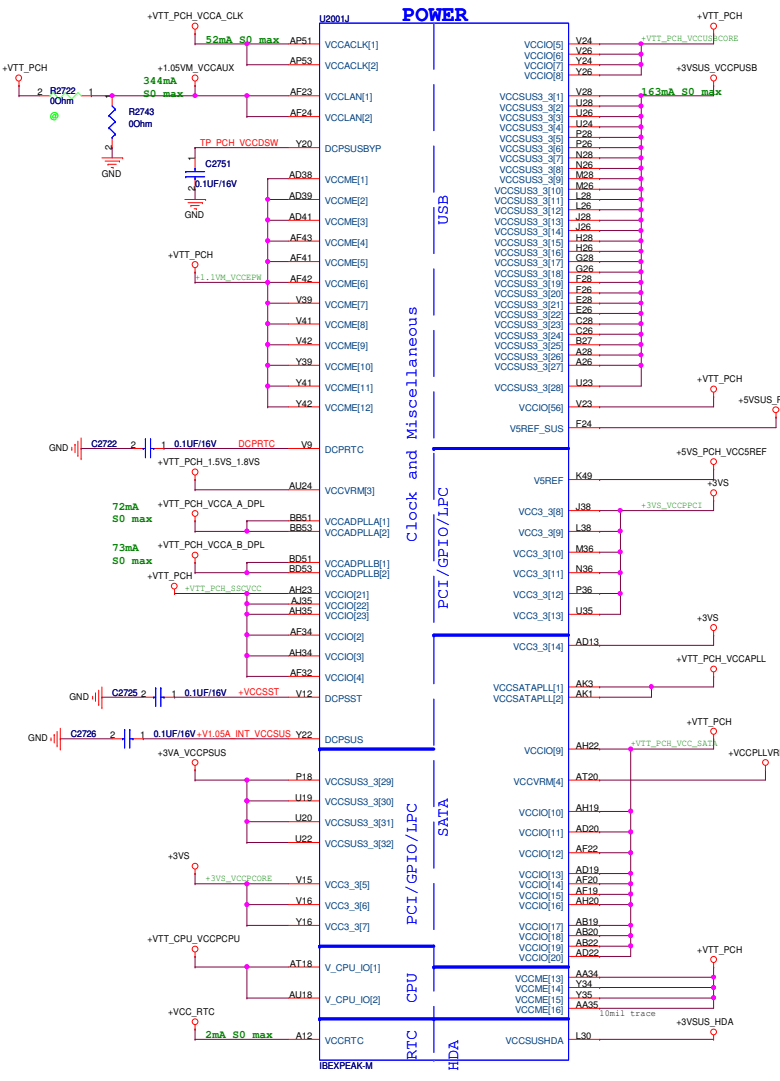 POWER
U2001J
+VTT_PCH_VCCA_CLK
52mA S0 max
AP51 VCCACLK[1]
AP53 VCCACLK[2]
+VTT_PCH
R2722
2 1
0Ohm
@
+1.05VM_VCCAUX
344mA
S0 max
R2743
0Ohm
2
GND
AF23 VCCLAN[1]
AF24 VCCLAN[2]
TP_PCH_VCCDSW Y20 DCPSUSBYP
1
C2751
0.1UF/16V
2
GND
AD38 VCCME[1]
AD39 VCCME[2]
AD41 VCCME[3]
AF43 VCCME[4]
AF41 VCCME[5]
+VTT_PCH
+1.1VM_VCCEPW AF42 VCCME[6]
V39 VCCME[7]
V41 VCCME[8]
V42 VCCME[9]
Y39 VCCME[10]
Y41 VCCME[11]
Y42 VCCME[12]
GND C2722 2 1 0.1UF/16V DCPRTC V9 DCPRTC
+VTT_PCH_1.5VS_1.8VS
AU24 VCCVRM[3]
72mA
S0 max
+VTT_PCH_VCCA_A_DPL
BB51 VCCADPLLA[1]
BB53 VCCADPLLA[2]
73mA
S0 max
+VTT_PCH_VCCA_B_DPL
BD51 VCCADPLLB[1]
BD53 VCCADPLLB[2]
+VTT_PCH
+VTT_PCH_SSCVCC AH23 VCCIO[21]
AJ35 VCCIO[22]
AH35 VCCIO[23]
AF34 VCCIO[2]
AH34 VCCIO[3]
AF32 VCCIO[4]
GND C2725 2 1 0.1UF/16V +VCCSST V12 DCPSST
GND C2726 2 1 0.1UF/16V +V1.05A_INT_VCCSUS Y22 DCPSUS
+3VA_VCCPSUS
P18 VCCSUS3_3[29]
U19 VCCSUS3_3[30]
U20 VCCSUS3_3[31]
U22 VCCSUS3_3[32]
+3VS
+3VS_VCCPCORE V15 VCC3_3[5]
V16 VCC3_3[6]
Y16 VCC3_3[7]
+VTT_CPU_VCCPCPU
AT18 V_CPU_IO[1]
AU18 V_CPU_IO[2]
+VCC_RTC
2mA S0 max A12 VCCRTC
IBEXPEAK-M
Clock and Miscellaneous
USB
PCI/GPIO/LPC
SATA
PCI/GPIO/LPC
CPU
RTC
HDA
+VTT_PCH
VCCIO[5] V24 +VTT_PCH_VCCUSBCORE
VCCIO[6] V26
VCCIO[7] Y24
VCCIO[8] Y26
+3VSUS_VCCPUSB
VCCSUS3_3[1] V28 163mA S0 max
VCCSUS3_3[2] U28
VCCSUS3_3[3] U26
VCCSUS3_3[4] U24
VCCSUS3_3[5] P28
VCCSUS3_3[6] P26
VCCSUS3_3[7] N28
VCCSUS3_3[8] N26
VCCSUS3_3[9] M28
VCCSUS3_3[10] M26
VCCSUS3_3[11] L28
VCCSUS3_3[12] L26
VCCSUS3_3[13] J28
VCCSUS3_3[14] J26
VCCSUS3_3[15] H28
VCCSUS3_3[16] H26
VCCSUS3_3[17] G28
VCCSUS3_3[18] G26
VCCSUS3_3[19] F28
VCCSUS3_3[20] F26
VCCSUS3_3[21] E28
VCCSUS3_3[22] E26
VCCSUS3_3[23] C28
VCCSUS3_3[24] C26
VCCSUS3_3[25] B27
VCCSUS3_3[26] A28
VCCSUS3_3[27] A26
VCCSUS3_3[28] U23
+VTT_PCH
VCCIO[56] V23
+5VSUS_P
V5REF_SUS F24
+5VS_PCH_VCC5REF
V5REF K49
+3VS
VCC3_3[8] J38 +3VS_VCCPPCI
VCC3_3[9] L38
VCC3_3[10] M36
VCC3_3[11] N36
VCC3_3[12] P36
VCC3_3[13] U35
+3VS
VCC3_3[14] AD13
+VTT_PCH_VCCAPLL
VCCSATAPLL[1] AK3
VCCSATAPLL[2] AK1
+VTT_PCH
VCCIO[9] AH22 +VTT_PCH_VCC_SATA
+VCCPLLVR
VCCVRM[4] AT20
VCCIO[10] AH19
VCCIO[11] AD20
VCCIO[12] AF22
VCCIO[13] AD19
VCCIO[14] AF20
VCCIO[15] AF19
VCCIO[16] AH20
VCCIO[17] AB19
VCCIO[18] AB20
VCCIO[19] AB22
VCCIO[20] AD22
+VTT_PCH
VCCME[13] AA34
VCCME[14] Y34
VCCME[15] Y35
VCCME[16] AA35
10mil trace
+3VSUS_HDA
VCCSUSHDA L30